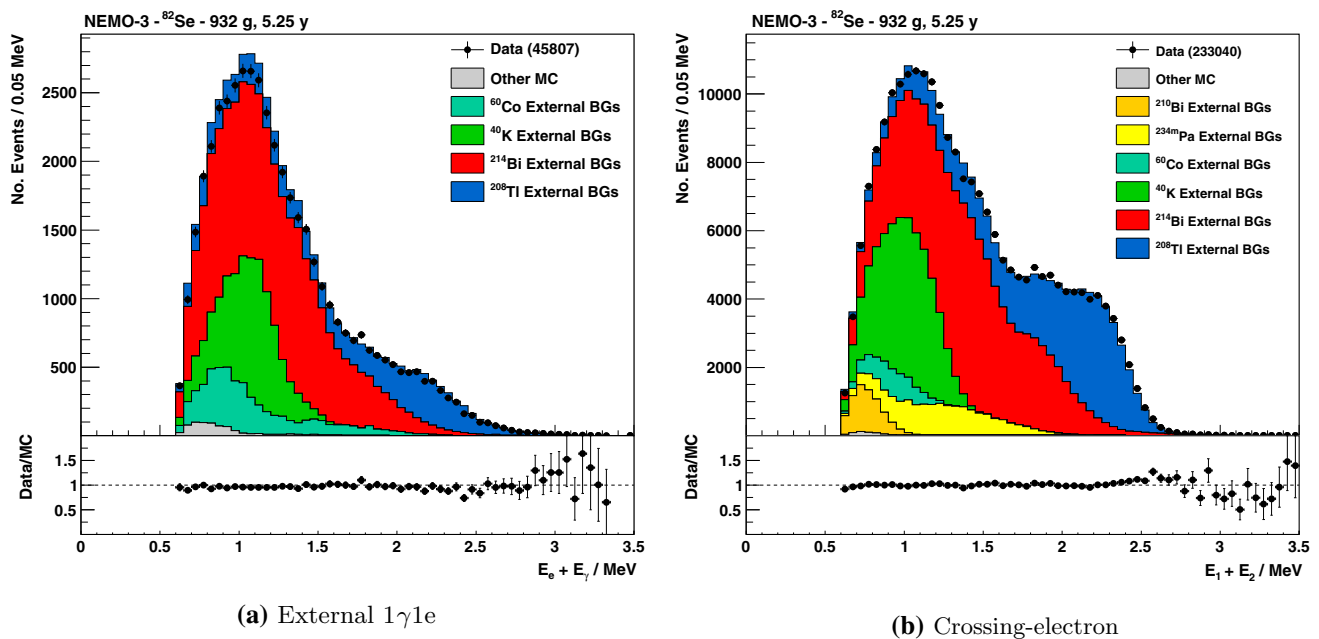 NEMO-3 - ⁸²Se - 932 g, 5.25 y
No. Events / 0.05 MeV
2500
2000
1500
1000
500
Data (45807)
Other MC
⁶⁰Co External BGs
⁴⁰K External BGs
²¹⁴Bi External BGs
²⁰⁸Tl External BGs
Data/MC
1.5
1
0.5
0 0.5 1 1.5 2 2.5 3 3.5
E_e + E_γ / MeV
(a) External 1γ1e
NEMO-3 - ⁸²Se - 932 g, 5.25 y
No. Events / 0.05 MeV
10000
8000
6000
4000
2000
Data (233040)
Other MC
²¹⁰Bi External BGs
²³⁴ᵐPa External BGs
⁶⁰Co External BGs
⁴⁰K External BGs
²¹⁴Bi External BGs
²⁰⁸Tl External BGs
Data/MC
1.5
1
0.5
0 0.5 1 1.5 2 2.5 3 3.5
E₁ + E₂ / MeV
(b) Crossing-electron